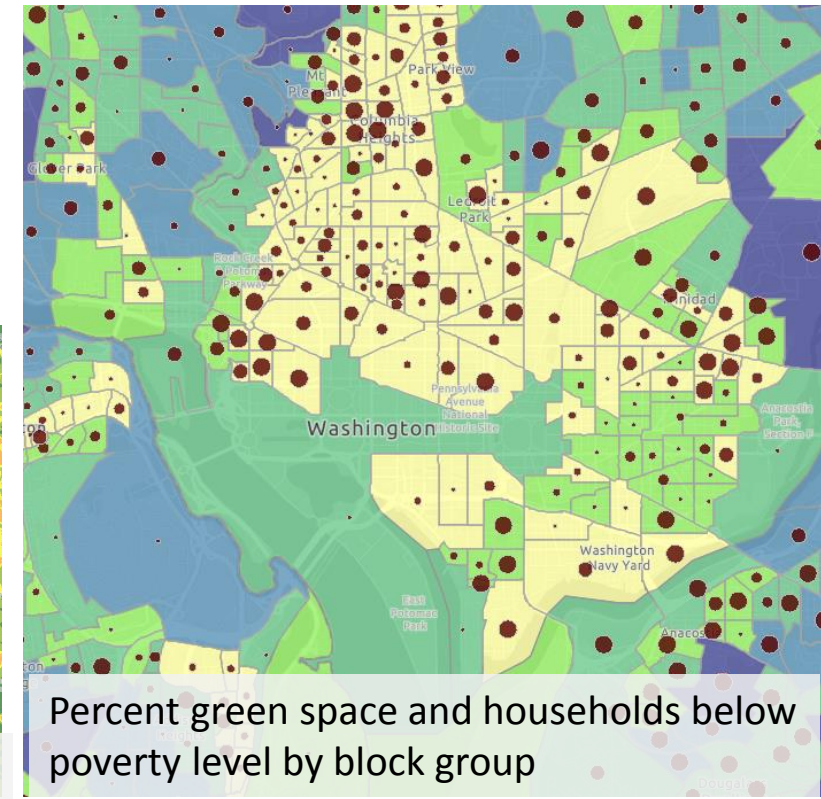 Park View
Mt
Pleasant
Columbia
Heights
Glover Park
Ledroit
Park
Rock Creek
Potomac
Parkway
Trinidad
Pennsylvania
Avenue
National
Historic Site
Washington
Anacostia
Park,
Section F
Washington
Navy Yard
East
Potomac
Park
Percent green space and households below
poverty level by block group